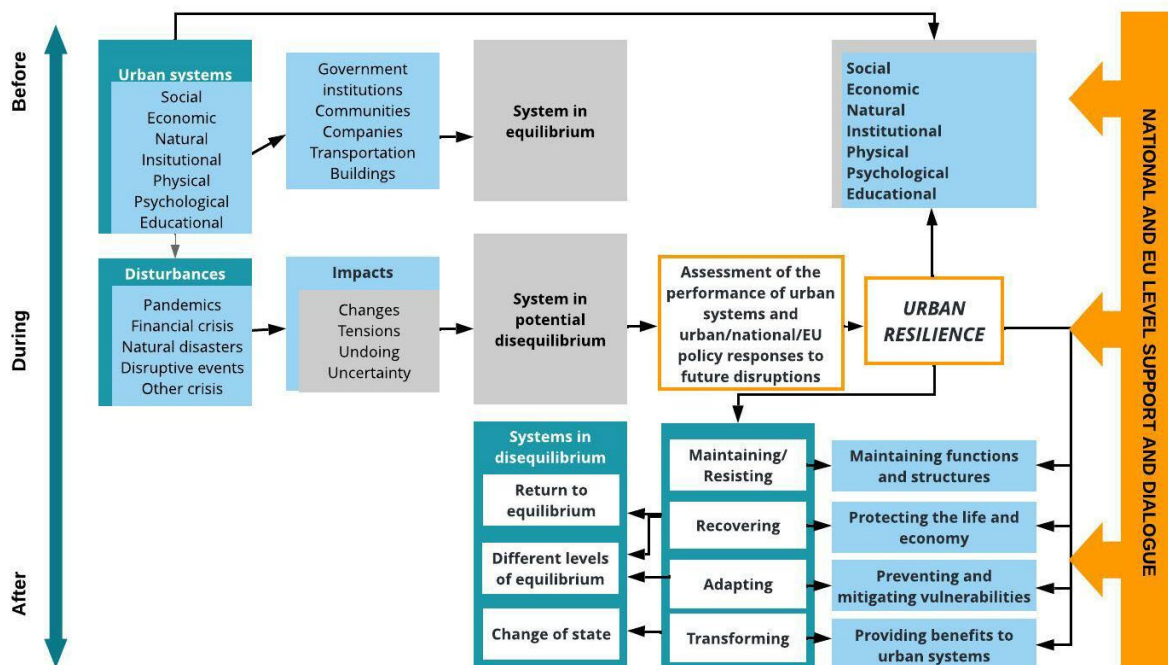 Before
During
After
Urban systems
Social
Economic
Natural
Insitutional
Physical
Psychological
Educational
Government
institutions
Communities
Companies
Transportation
Buildings
System in
equilibrium
Social
Economic
Natural
Institutional
Physical
Psychological
Educational
Disturbances
Pandemics
Financial crisis
Natural disasters
Disruptive events
Other crisis
Impacts
Changes
Tensions
Undoing
Uncertainty
System in
potential
disequilibrium
Assessment of the
performance of urban
systems and
urban/national/EU
policy responses to
future disruptions
URBAN
RESILIENCE
Systems in
disequilibrium
Return to
equilibrium
Different levels
of equilibrium
Change of state
Maintaining/
Resisting
Recovering
Adapting
Transforming
Maintaining functions
and structures
Protecting the life and
economy
Preventing and
mitigating vulnerabilities
Providing benefits to
urban systems
NATIONAL AND EU LEVEL SUPPORT AND DIALOGUE